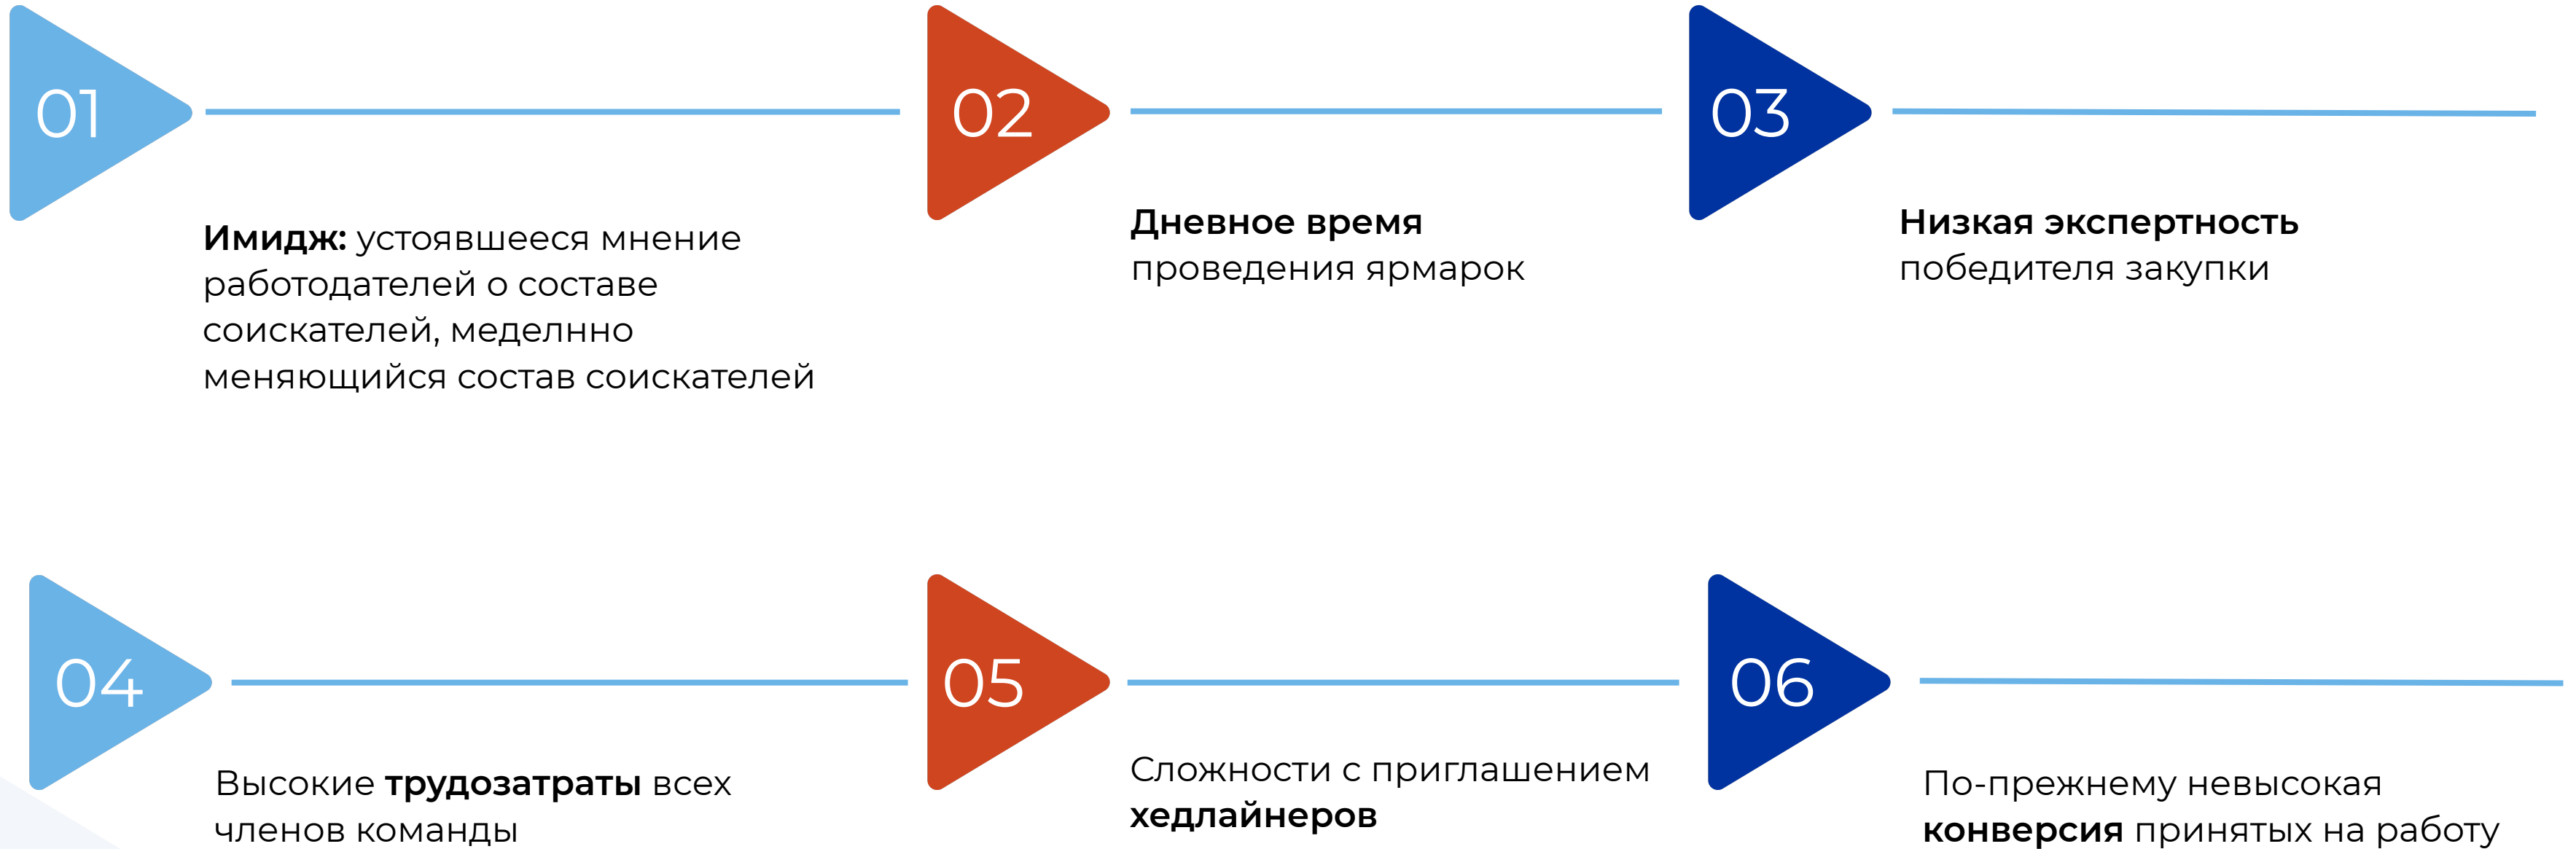 01
Имидж: устоявшееся мнение
работодателей о составе
соискателей, меделнно
меняющийся состав соискателей
02
Дневное время
проведения ярмарок
03
Низкая экспертность
победителя закупки
04
Высокие трудозатраты всех
членов команды
05
Сложности с приглашением
хедлайнеров
06
По-прежнему невысокая
конверсия принятых на работу